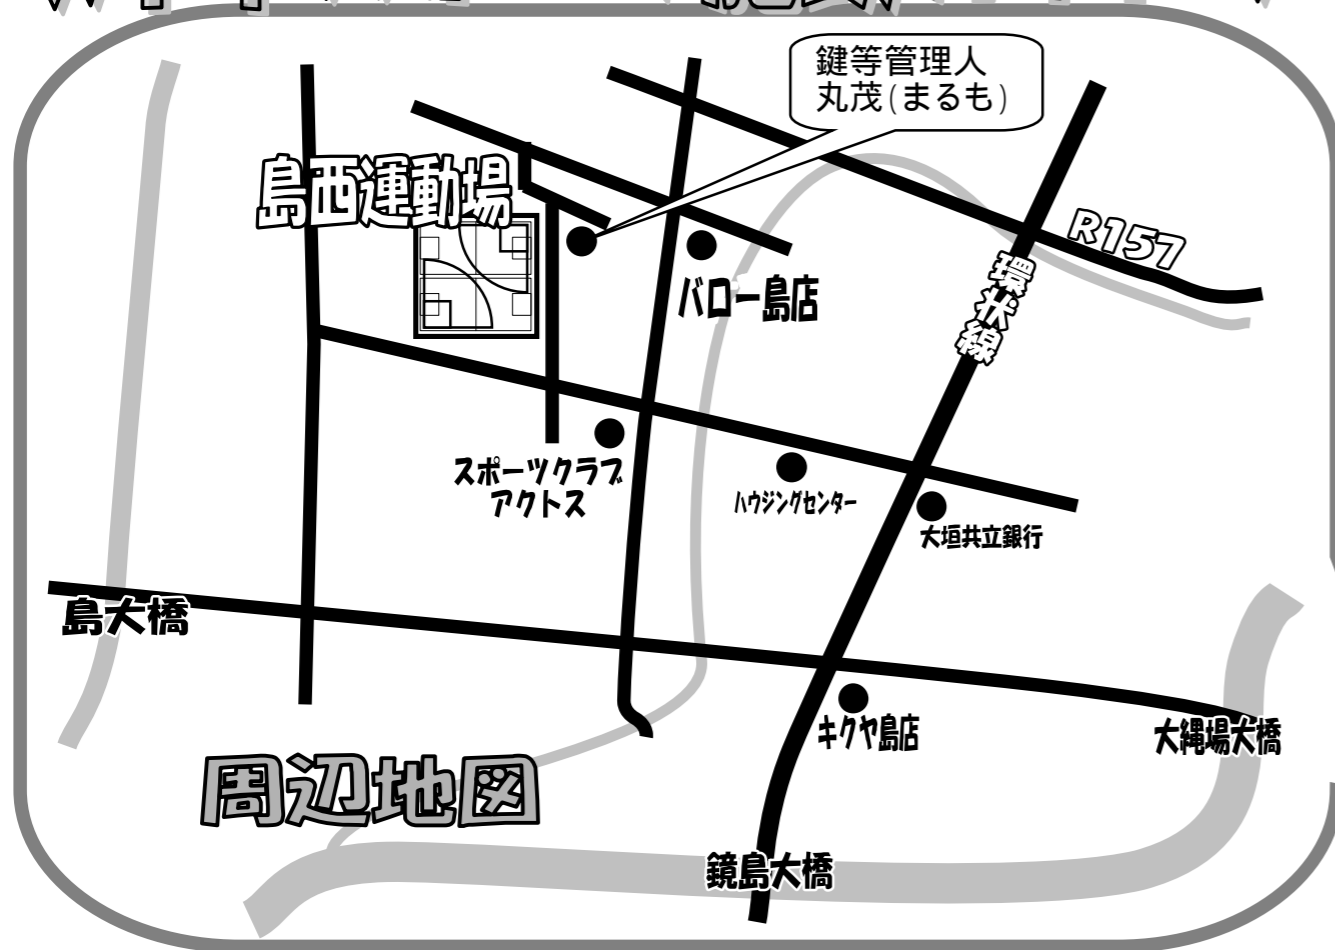 鍵等管理人
丸茂(まるも)
島西運動場
R157
バロー島店
環状線
スポーツクラブ
アクトス
ハウジングセンター
大垣共立銀行
島大橋
キクヤ島店
大縄場大橋
周辺地図
鏡島大橋